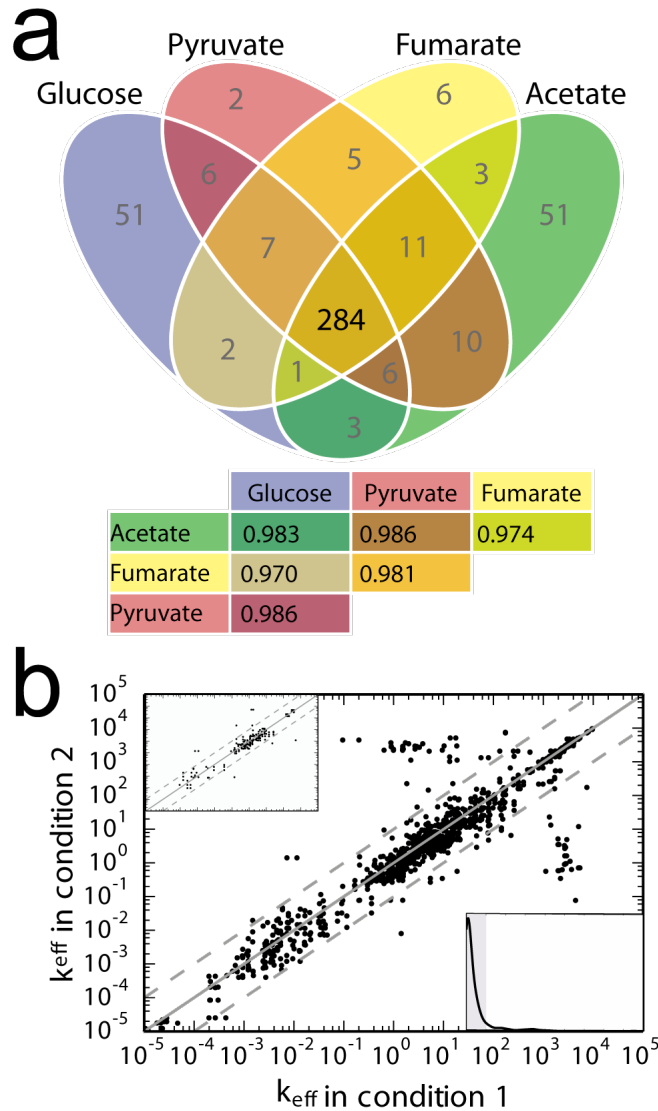 a
Pyruvate Fumarate
Glucose Acetate
2 6
6 5 3
51 51
7 11
284
2 10
1 6
3
Glucose Pyruvate Fumarate
Acetate 0.983 0.986 0.974
Fumarate 0.970 0.981
Pyruvate 0.986
b
10^5
10^4
10^3
10^2
10^1
10^0
10^-1
10^-2
10^-3
10^-4
10^-5
k^eff in condition 2
10^-5 10^-4 10^-3 10^-2 10^-1 10^0 10^1 10^2 10^3 10^4 10^5
k_eff in condition 1